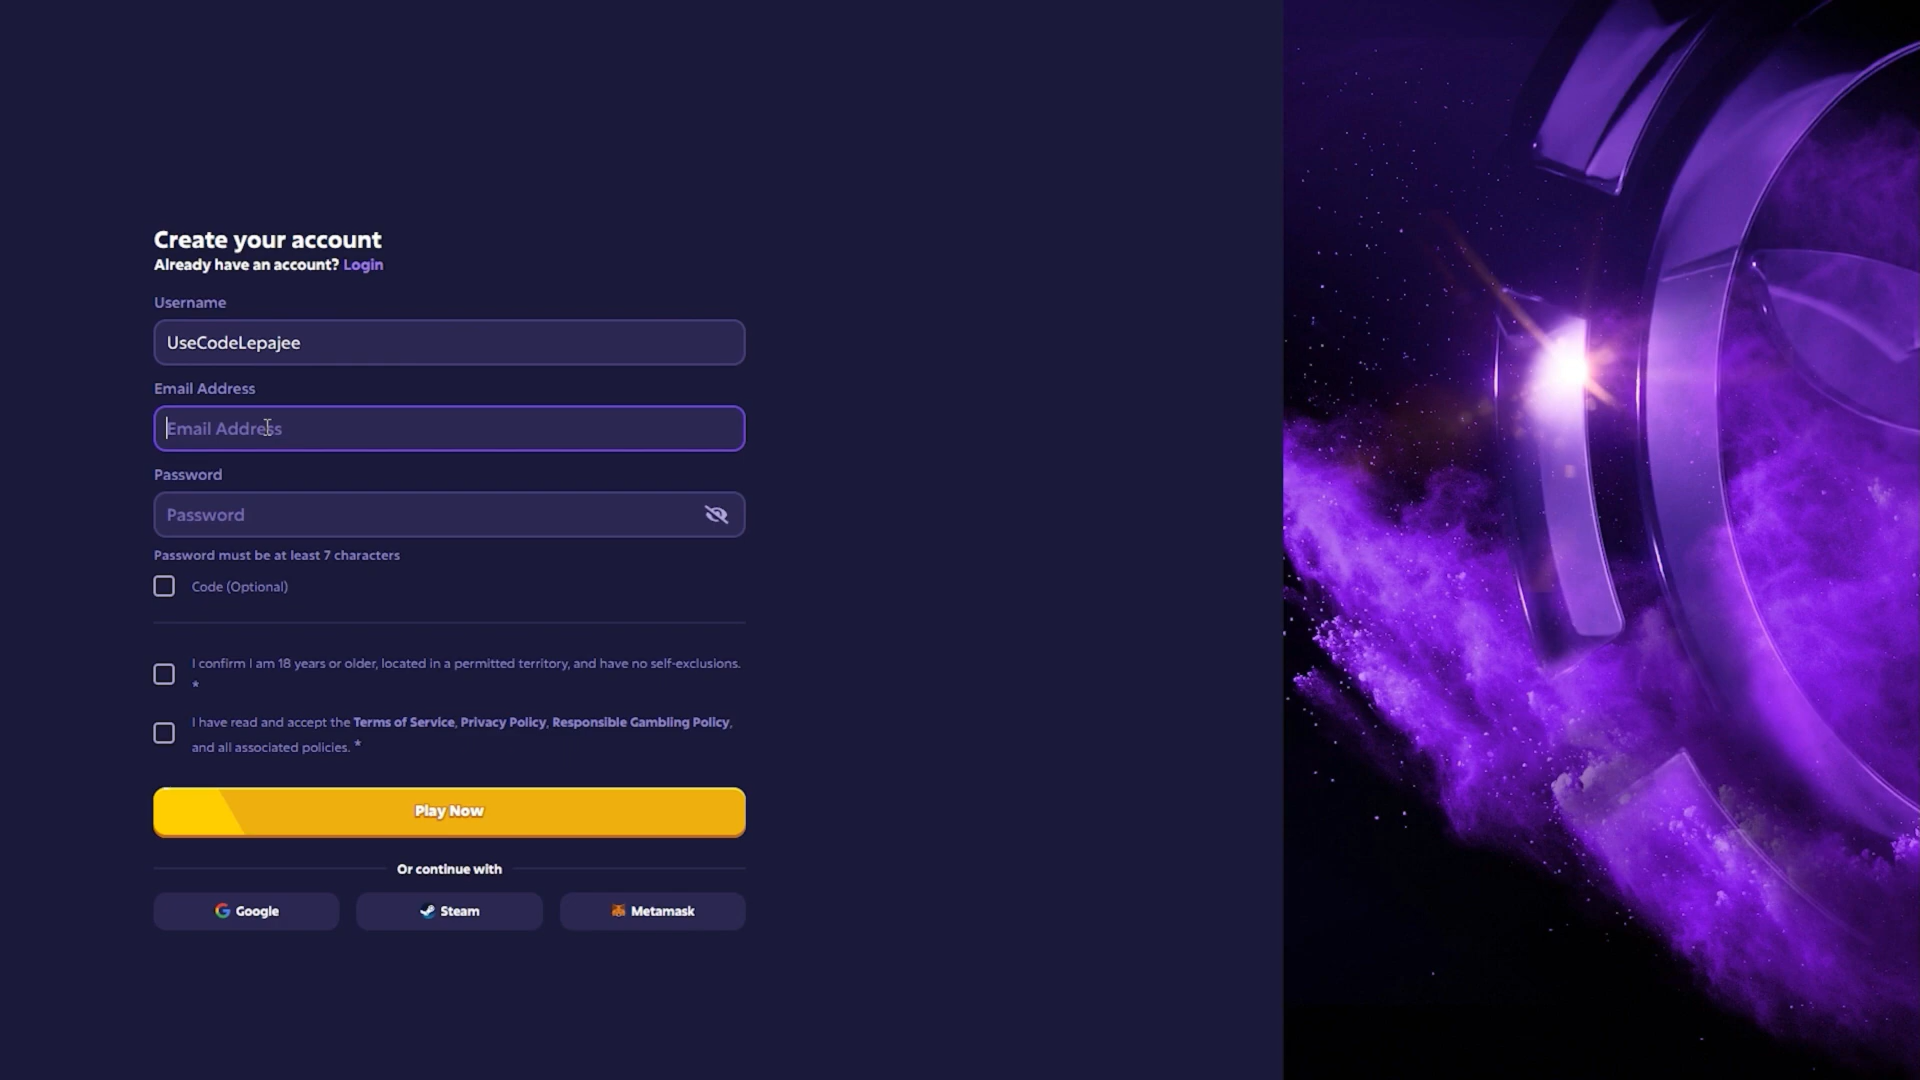 Create your account
Already have an account? Login
Username
UseCodeLepajee
Email Address
Email Address
Password
Password
Password must be at least 7 characters
Code (Optional)
I confirm I am 18 years or older, located in a permitted territory, and have no self-exclusions.
*
I have read and accept the Terms of Service, Privacy Policy, Responsible Gambling Policy,
and all associated policies. *
Play Now
Or continue with
Google
Steam
Metamask